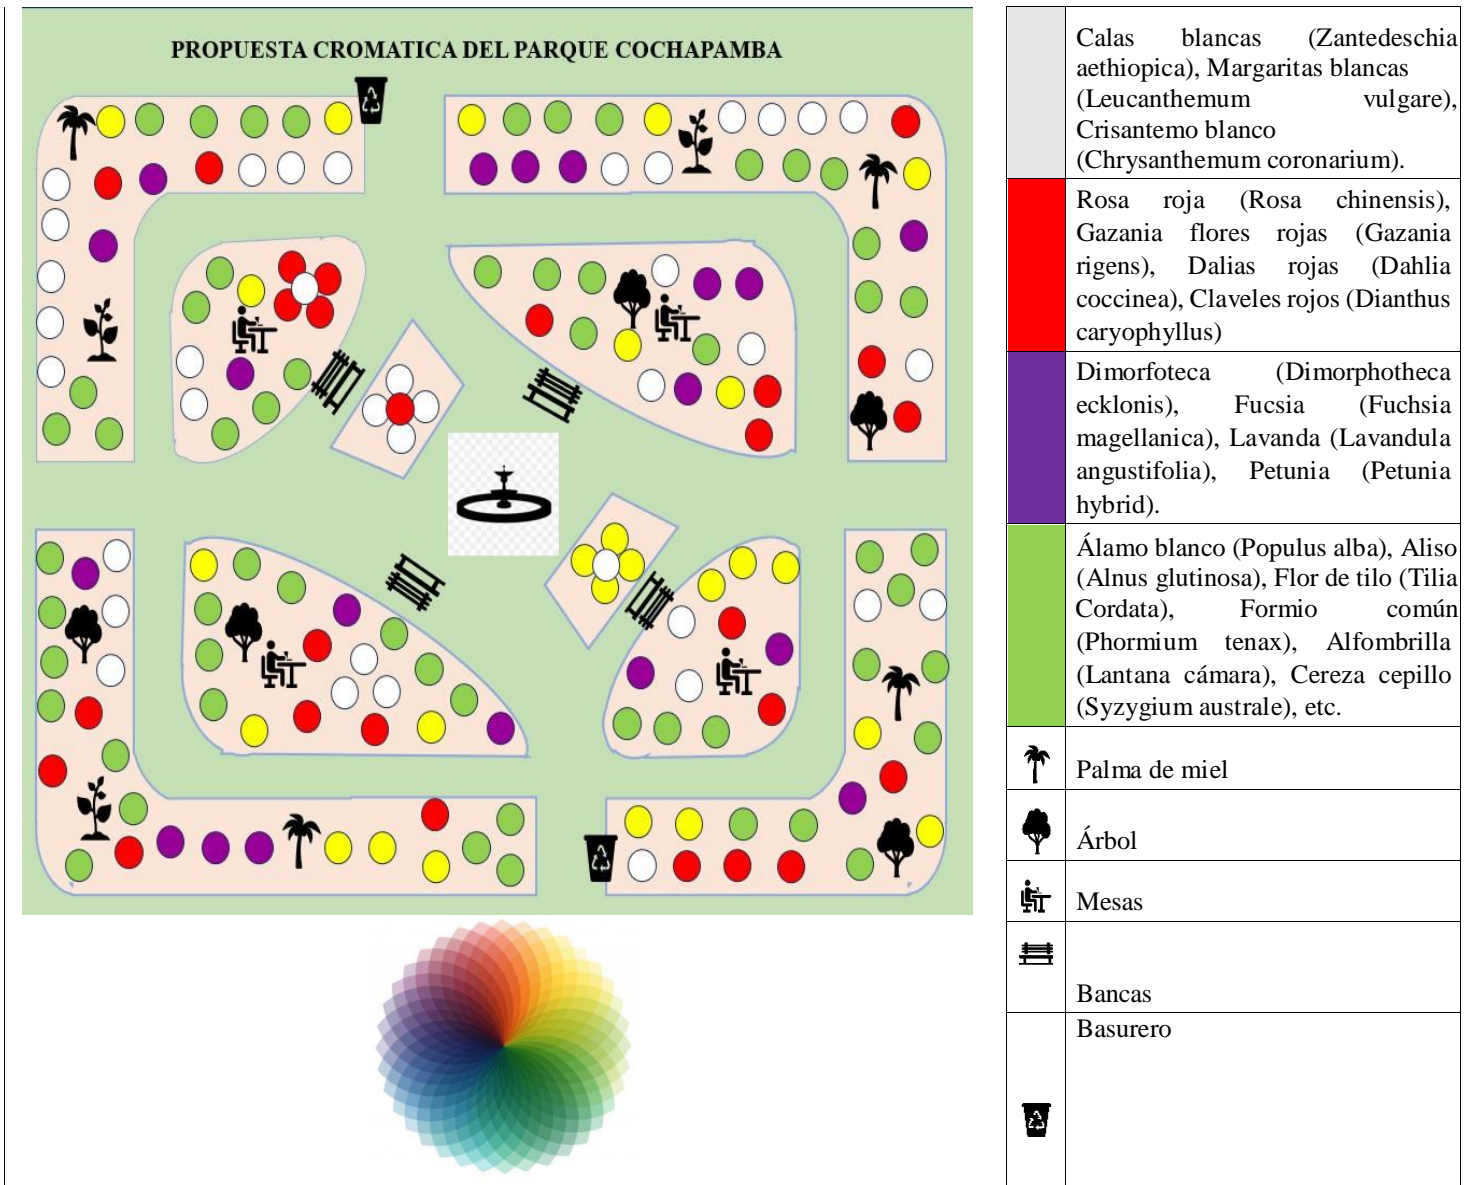 PROPUESTA CROMATICA DEL PARQUE COCHAPAMBA
Calas blancas (Zantedeschia
aethiopica), Margaritas blancas
(Leucanthemum vulgare),
Crisantemo blanco
(Chrysanthemum coronarium).
Rosa roja (Rosa chinensis),
Gazania flores rojas (Gazania
rigens), Dalias rojas (Dahlia
coccinea), Claveles rojos (Dianthus
caryophyllus)
Dimorfoteca (Dimorphotheca
ecklonis), Fucsia (Fuchsia
magellanica), Lavanda (Lavandula
angustifolia), Petunia (Petunia
hybrid).
Álamo blanco (Populus alba), Aliso
(Alnus glutinosa), Flor de tilo (Tilia
Cordata), Formio común
(Phormium tenax), Alfombrilla
(Lantana cámara), Cereza cepillo
(Syzygium australe), etc.
Palma de miel
Árbol
Mesas
Bancas
Basurero